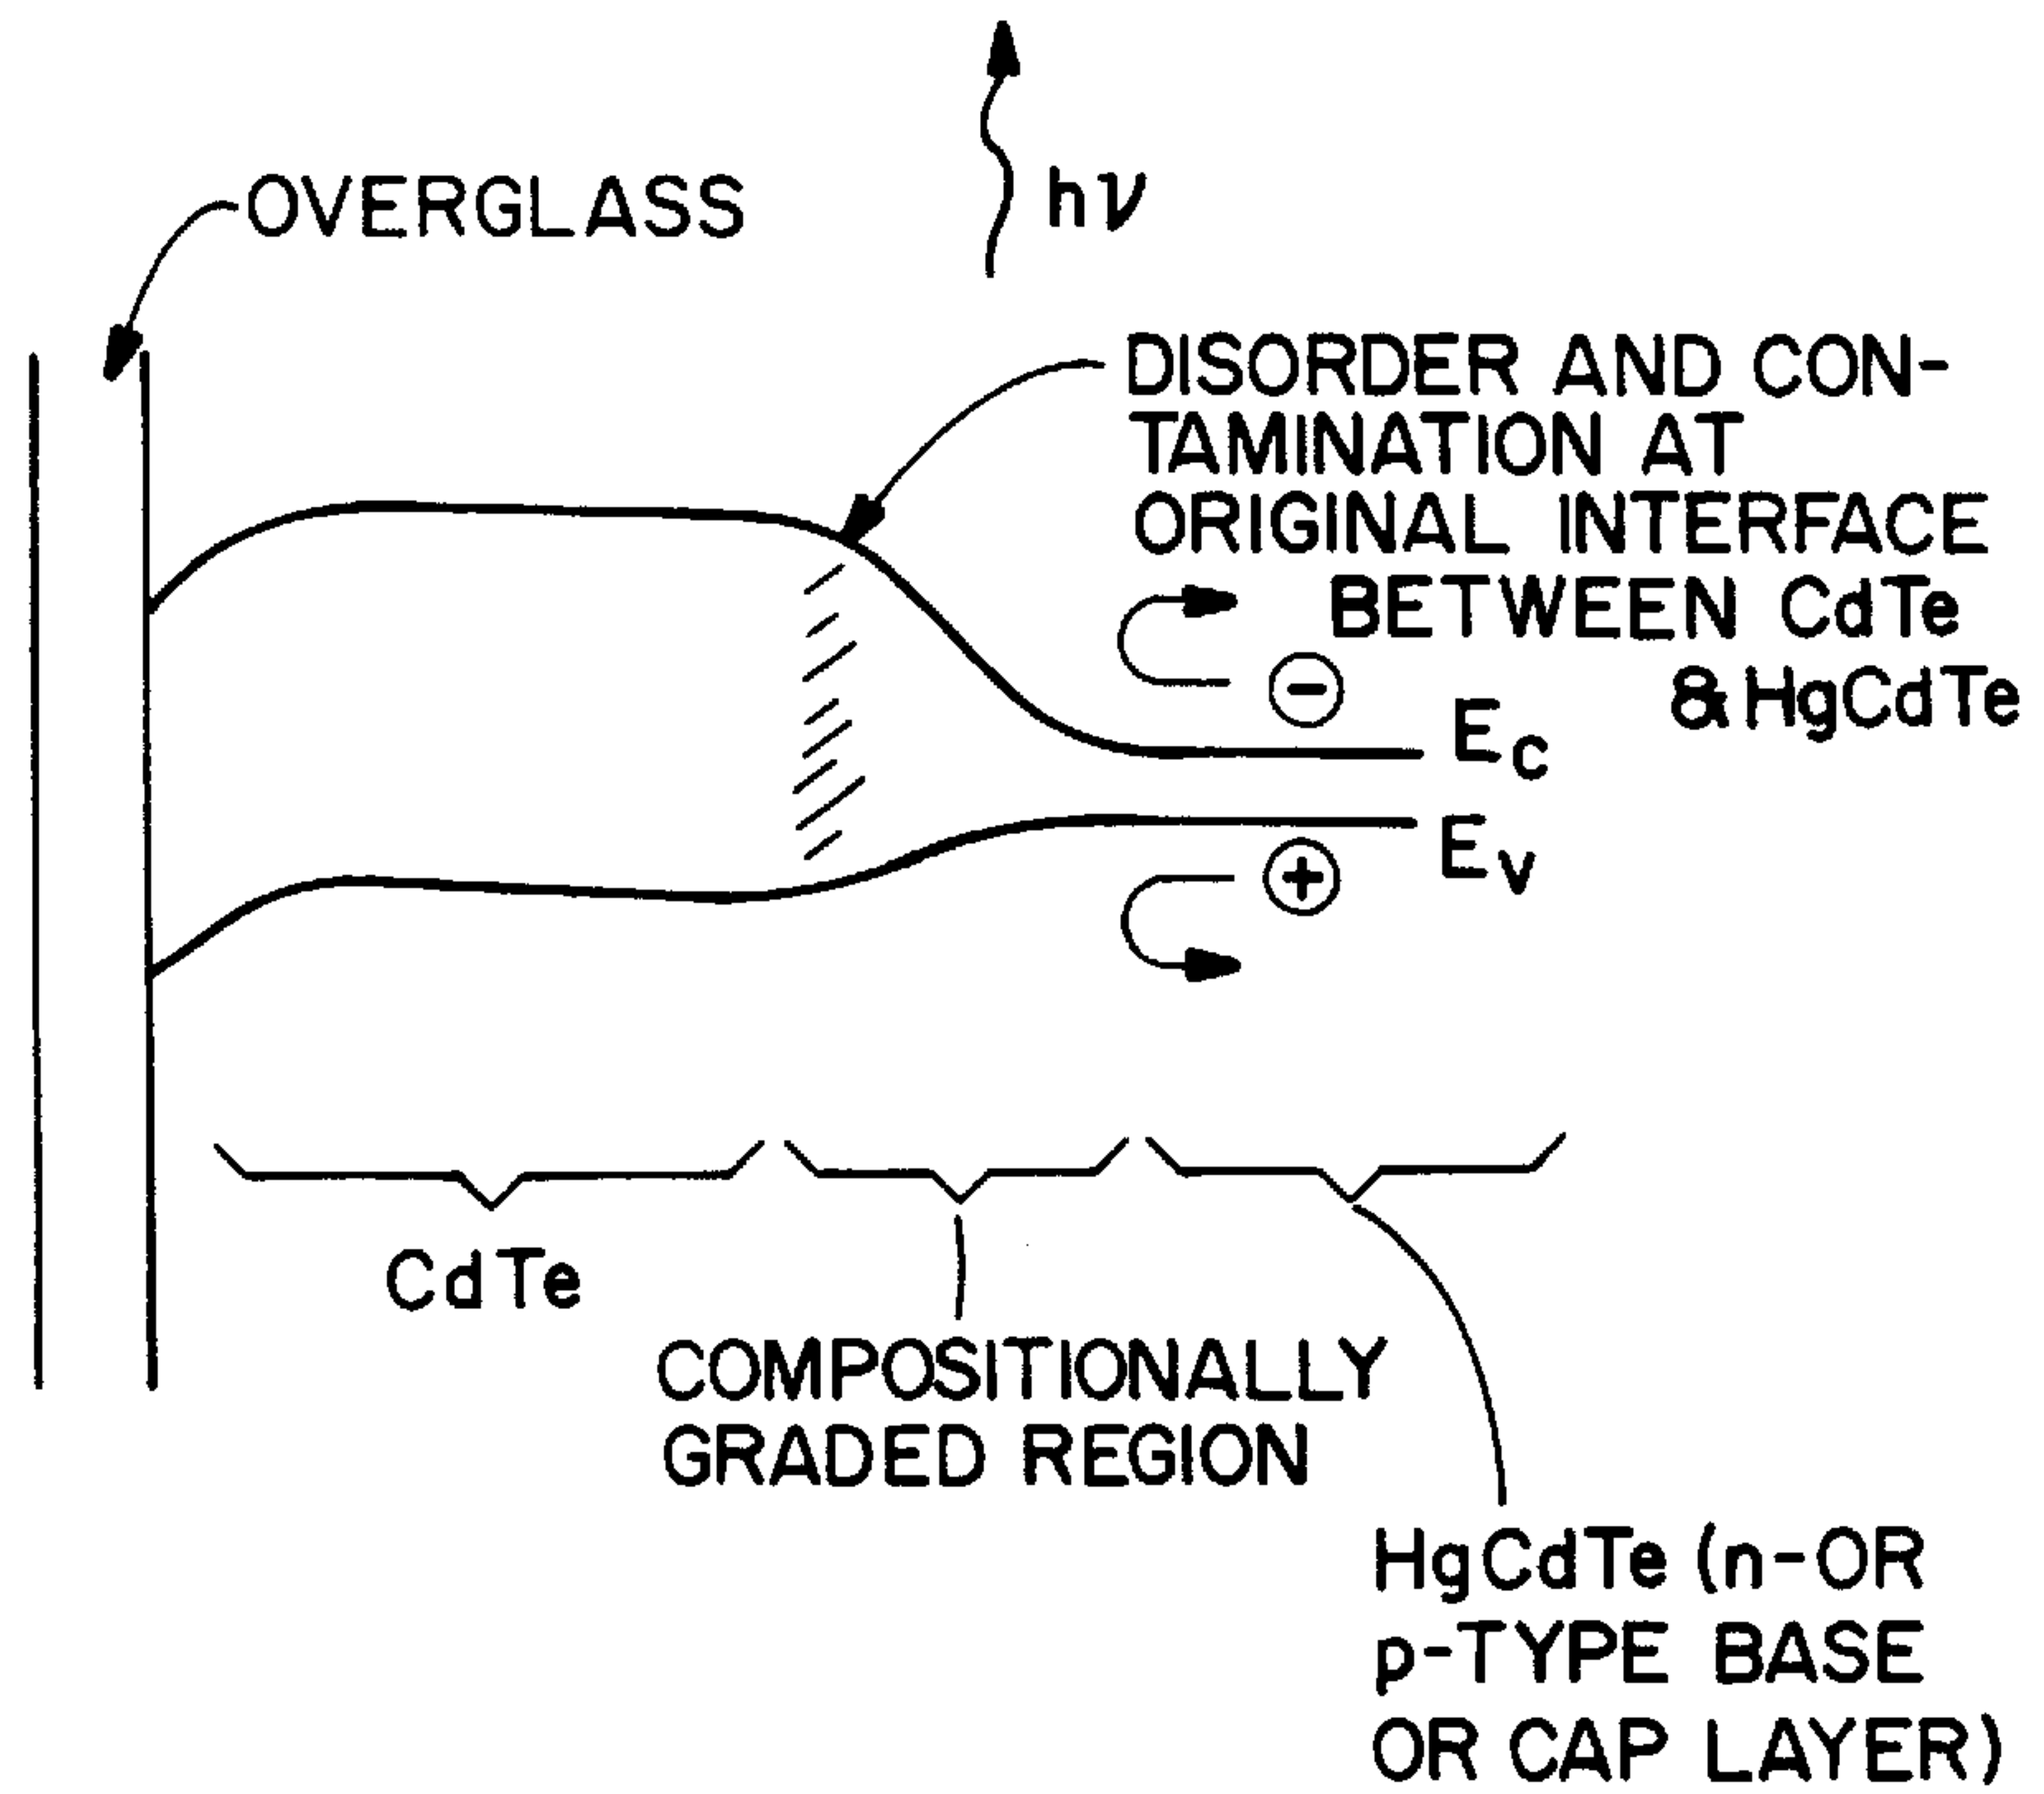 hν
OVERGLASS
DISORDER AND CON-
TAMINATION AT
ORIGINAL INTERFACE
BETWEEN CdTe
& HgCdTe
−
Ec
Ev
+
CdTe
COMPOSITIONALLY
GRADED REGION
HgCdTe (n-OR
p-TYPE BASE
OR CAP LAYER)